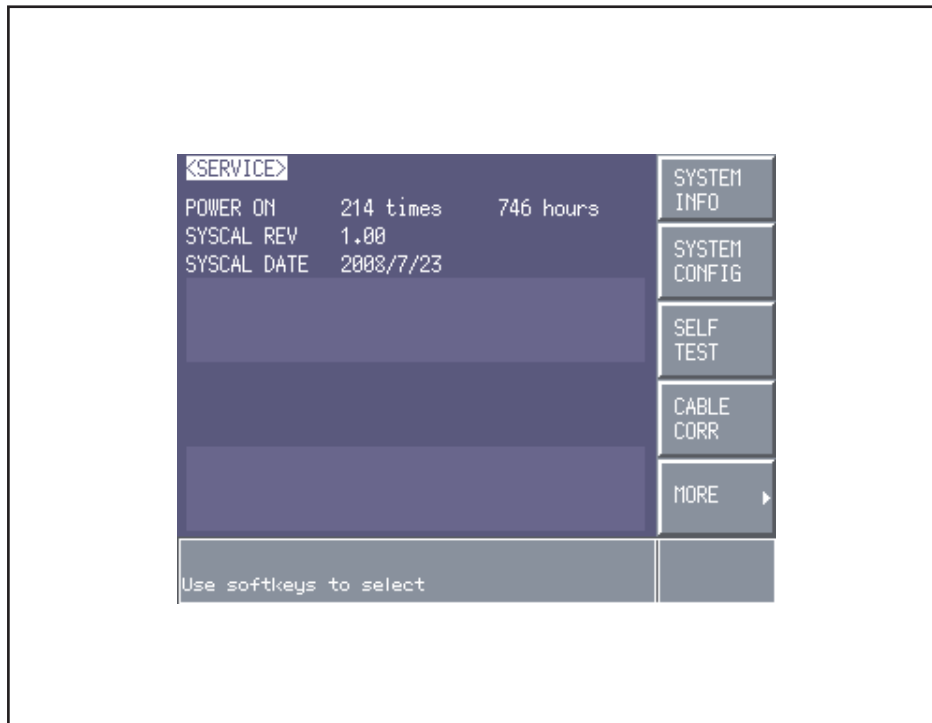 <SERVICE>
POWER ON 214 times 746 hours
SYSCAL REV 1.00
SYSCAL DATE 2008/7/23
SYSTEM
INFO
SYSTEM
CONFIG
SELF
TEST
CABLE
CORR
MORE
Use softkeys to select